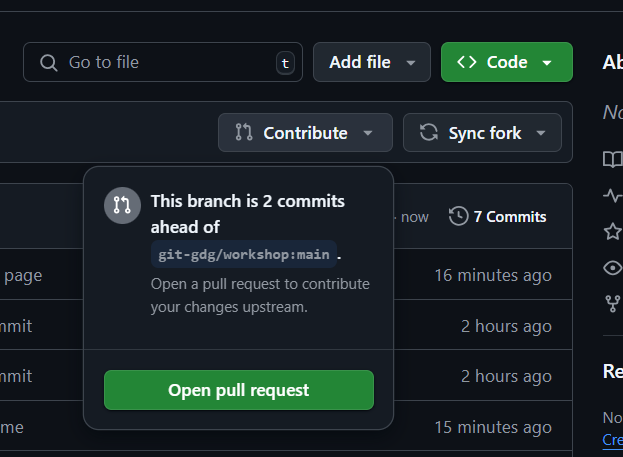 Go to file
t
Add file
Code
Ab
No
Contribute
Sync fork
This branch is 2 commits
ahead of
git-gdg/workshop:main.
Open a pull request to contribute
your changes upstream.
Open pull request
· now
7 Commits
page
16 minutes ago
mmit
2 hours ago
mmit
2 hours ago
me
15 minutes ago
Re
No
Cre